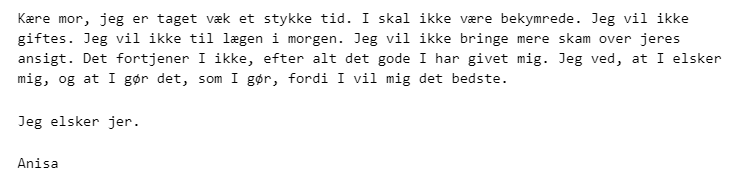 Kære mor, jeg er taget væk et stykke tid. I skal ikke være bekymrede. Jeg vil ikke
giftes. Jeg vil ikke til lægen i morgen. Jeg vil ikke bringe mere skam over jeres
ansigt. Det fortjener I ikke, efter alt det gode I har givet mig. Jeg ved, at I elsker
mig, og at I gør det, som I gør, fordi I vil mig det bedste.
Jeg elsker jer.
Anisa